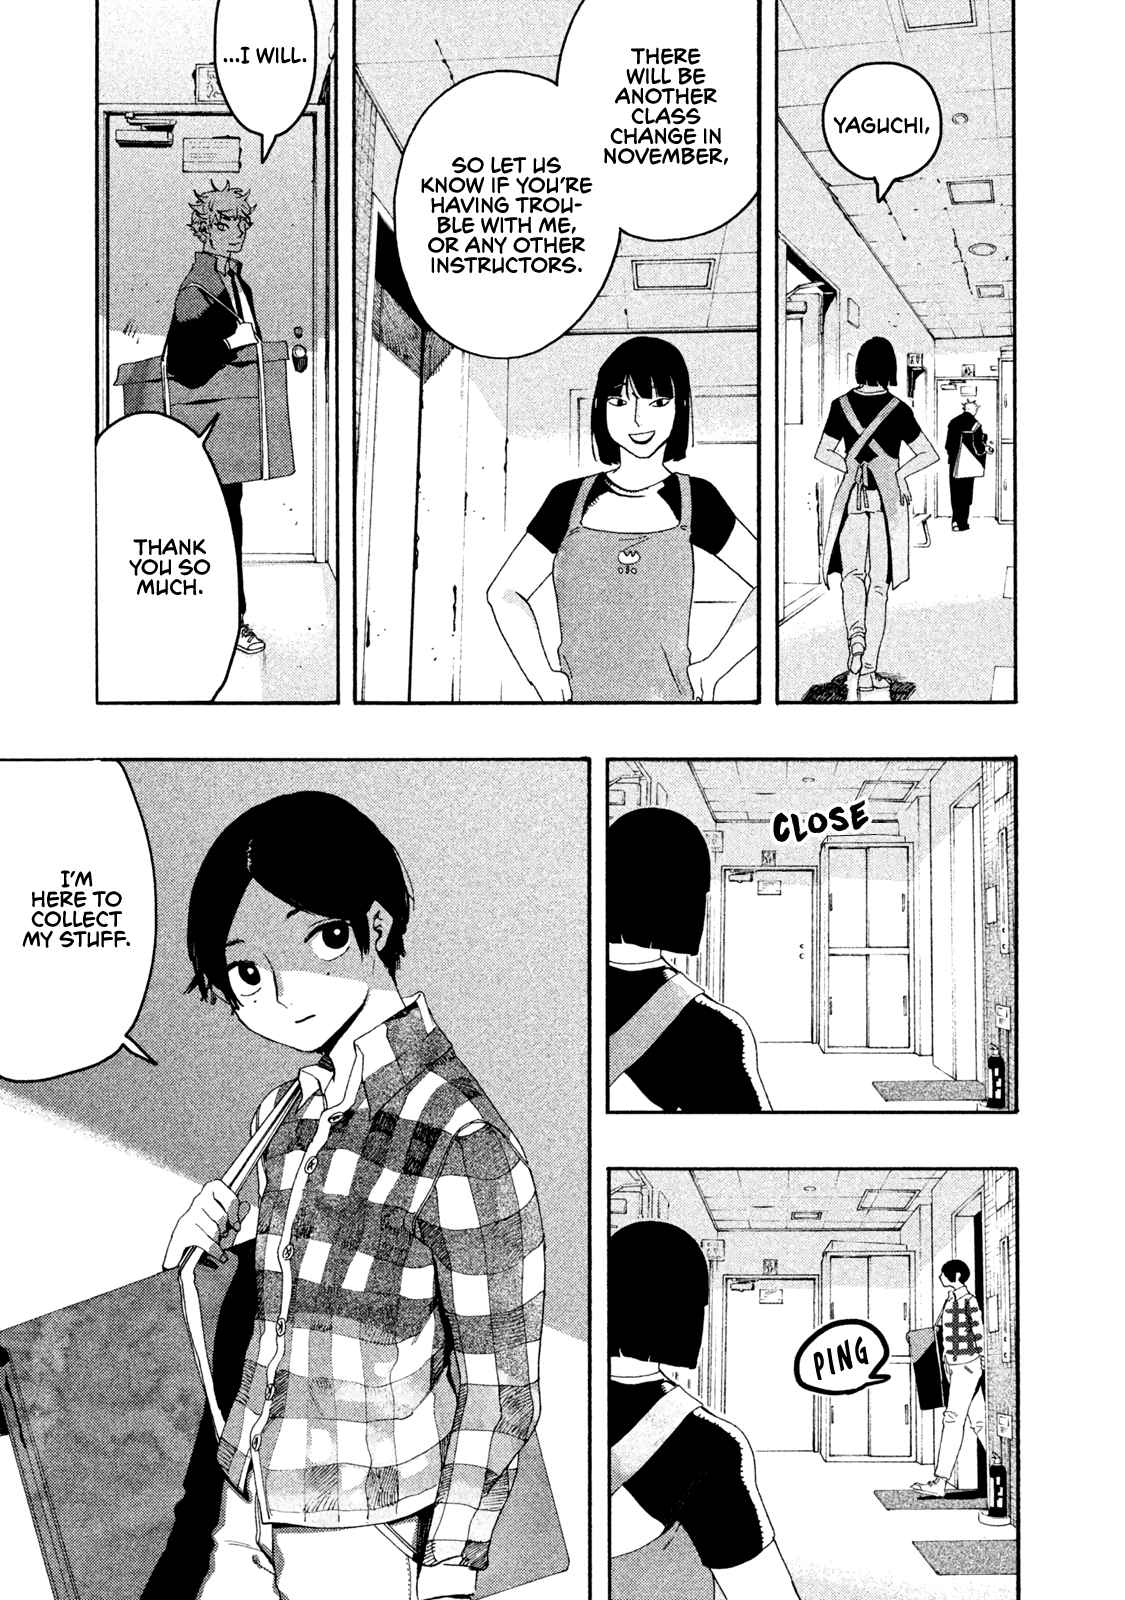 YAGUCHI,
THERE
WILL BE
ANOTHER
CLASS
CHANGE IN
NOVEMBER,
SO LET US
KNOW IF YOU'RE
HAVING TROU-
BLE WITH ME,
OR ANY OTHER
INSTRUCTORS.
...I WILL.
THANK
YOU SO
MUCH.
CLOSE
PING
I'M
HERE TO
COLLECT
MY STUFF.